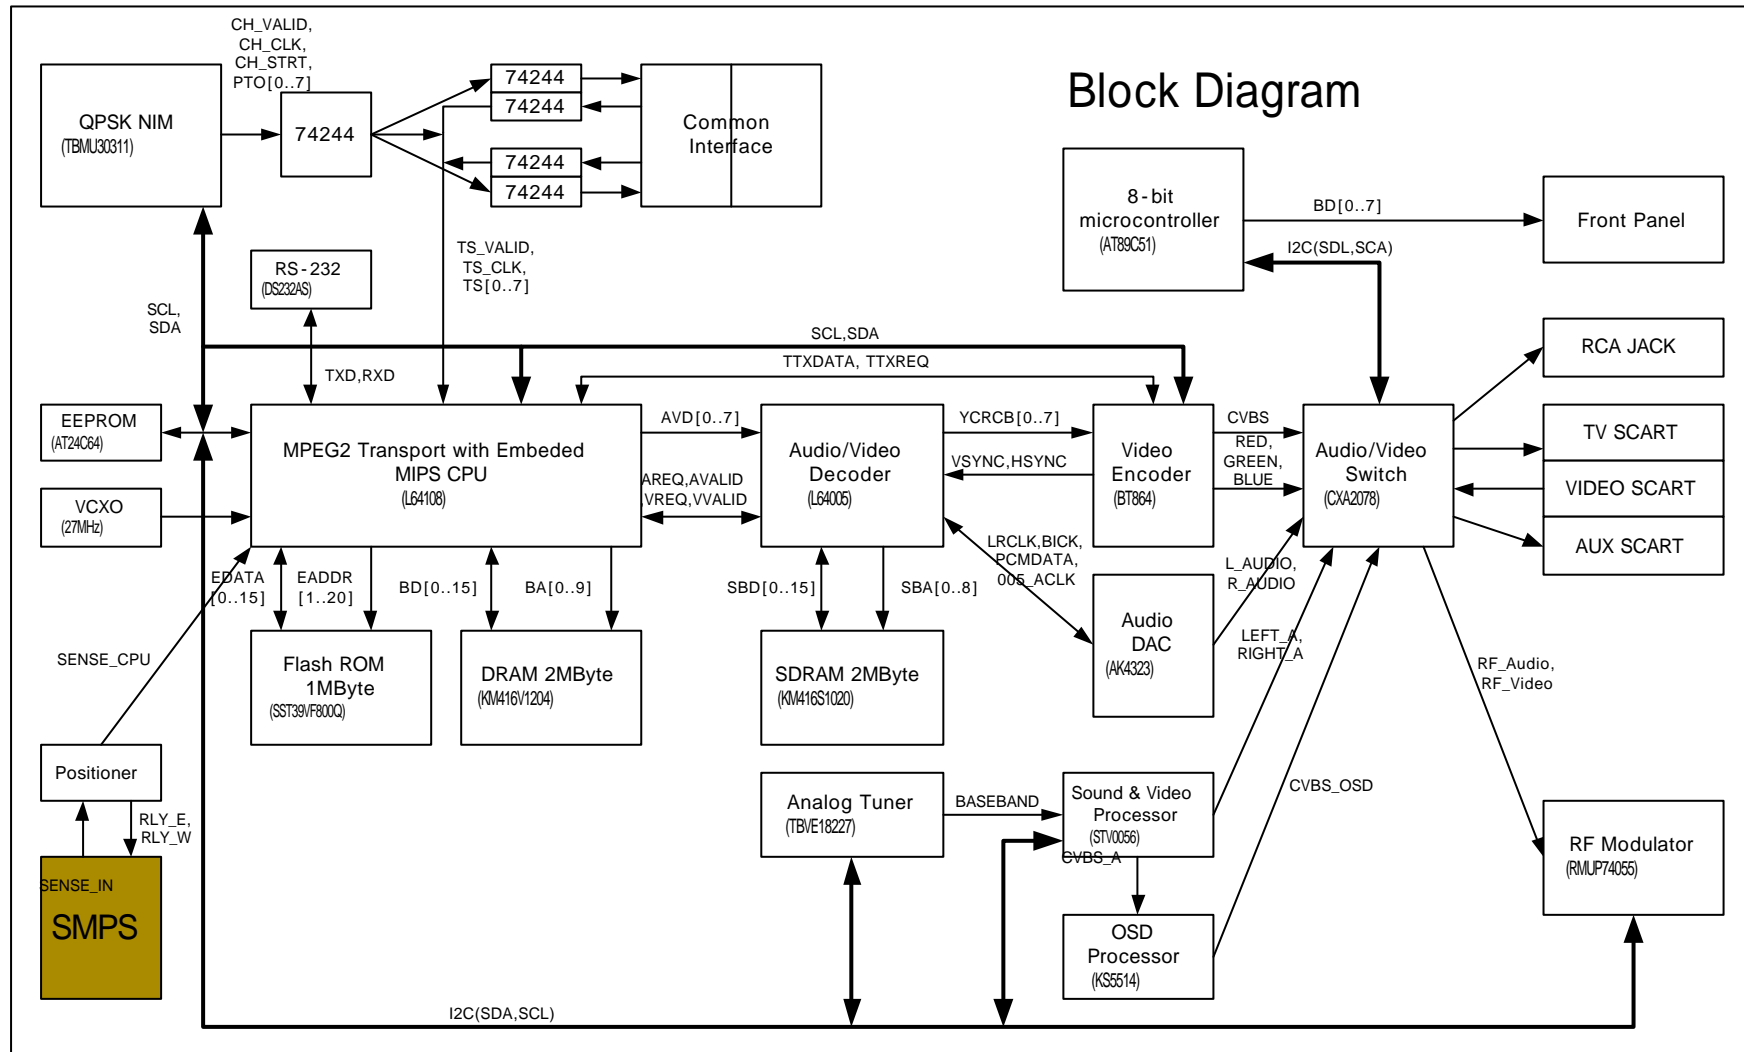 Block Diagram
CH_VALID,
CH_CLK,
CH_STRT,
PTO[0..7]
QPSK NIM
(TBMU30311)
74244
74244
74244
74244
74244
Common
Interface
8-bit
microcontroller
(AT89C51)
BD[0..7]
Front Panel
I2C(SDL,SCA)
TS_VALID,
TS_CLK,
TS[0..7]
RS-232
(DS232AS)
SCL,
SDA
SCL,SDA
TXD,RXD
TTXDATA, TTXREQ
RCA JACK
EEPROM
(AT24C64)
MPEG2 Transport with Embeded
MIPS CPU
(L64108)
AVD[0..7]
AREQ,AVALID
,VREQ,VVALID
Audio/Video
Decoder
(L64005)
YCRCB[0..7]
VSYNC,HSYNC
Video
Encoder
(BT864)
CVBS
RED,
GREEN,
BLUE
Audio/Video
Switch
(CXA2078)
TV SCART
VIDEO SCART
AUX SCART
VCXO
(27MHz)
EDATA
[0..15]
EADDR
[1..20]
BD[0..15]
BA[0..9]
SBD[0..15]
SBA[0..8]
LRCLK,BICK,
PCMDATA,
005_ACLK
L_AUDIO,
R_AUDIO
Audio
DAC
(AK4323)
LEFT_A,
RIGHT_A
SENSE_CPU
Flash ROM
1MByte
(SST39VF800Q)
DRAM 2MByte
(KM416V1204)
SDRAM 2MByte
(KM416S1020)
RF_Audio,
RF_Video
Positioner
RLY_E,
RLY_W
SENSE_IN
SMPS
Analog Tuner
(TBVE18227)
BASEBAND
Sound & Video
Processor
(STV0056)
CVBS_A
CVBS_OSD
OSD
Processor
(KS5514)
RF Modulator
(RMUP74055)
I2C(SDA,SCL)